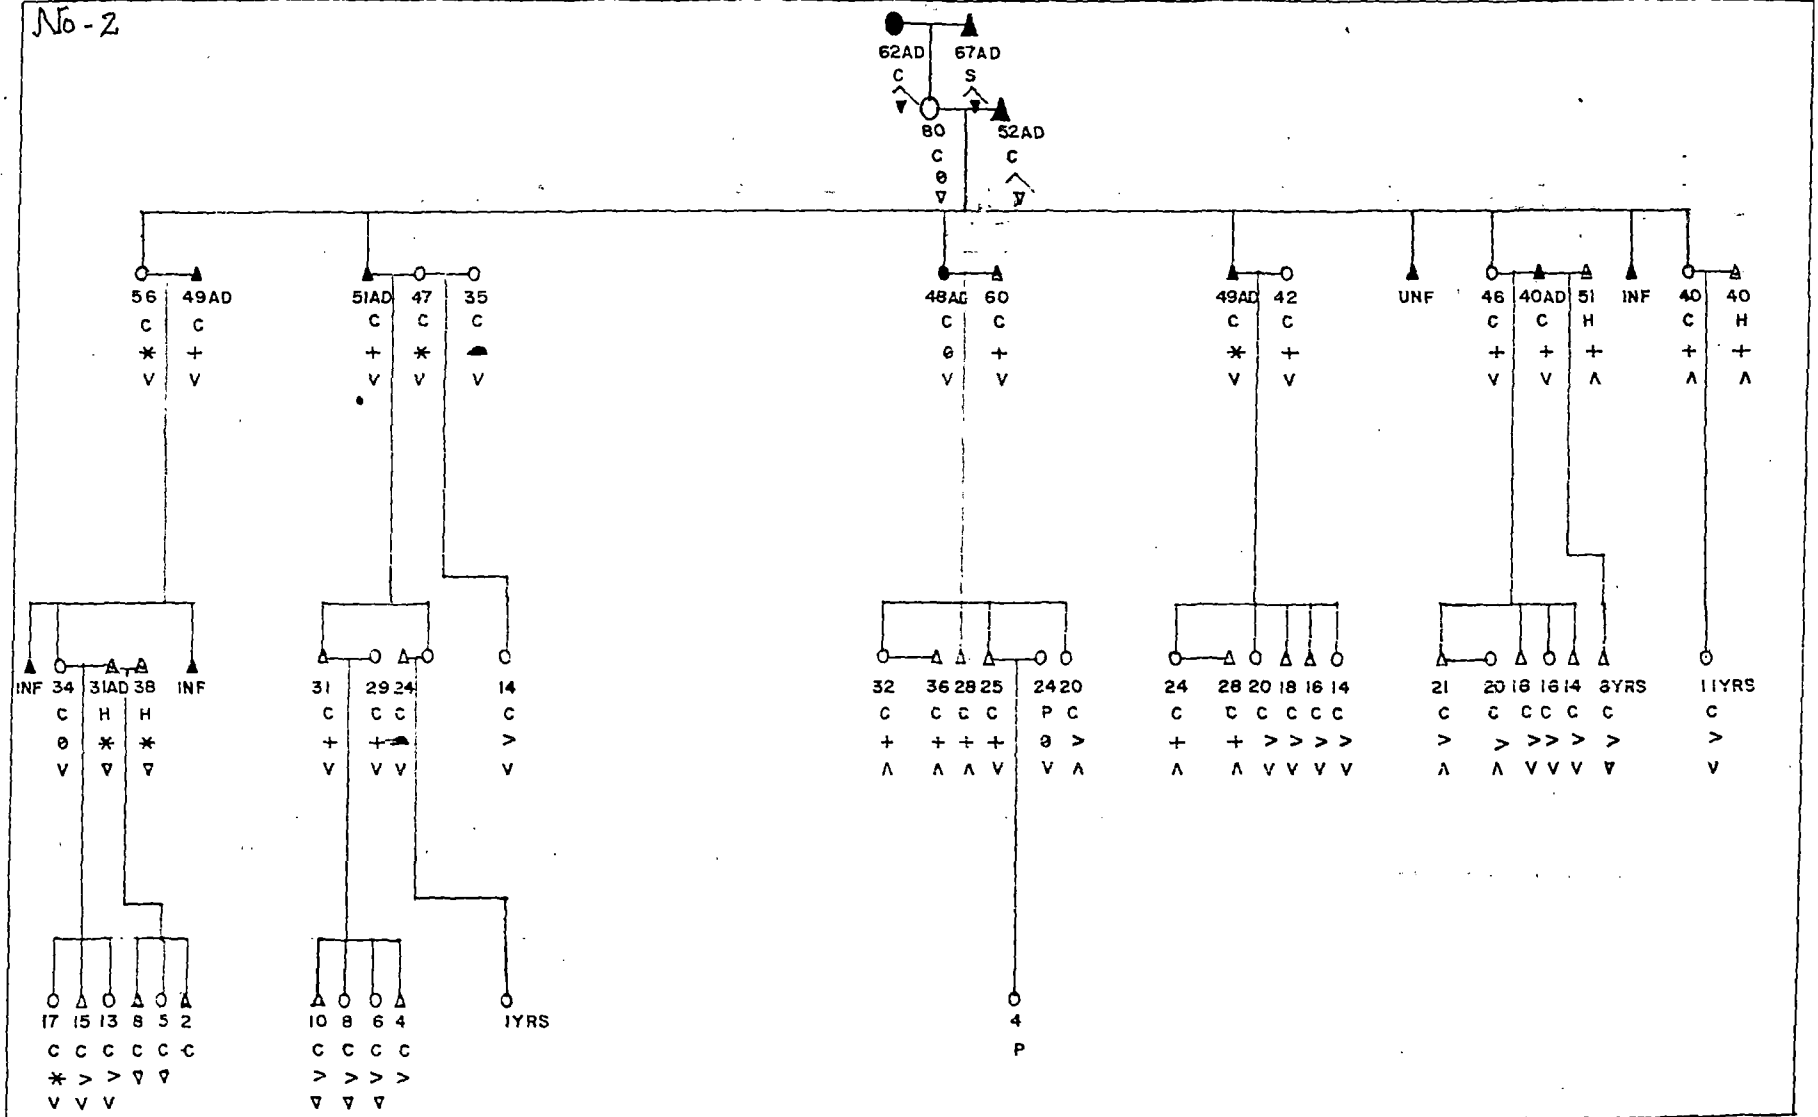 No-2
62AD 67AD
C S
80 52AD
C C
θ
56 49AD 51AD 47 35 48AD 60 49AD 42 UNF 46 40AD 51 INF 40 40
C C C C C C C C C C C H C H
* + + * θ + * + + + + + +
V V V V V V V V V V V Λ Λ Λ
INF 34 31AD 38 INF 31 29 24 14 32 36 28 25 24 20 24 28 20 18 16 14 21 20 18 16 14 8YRS 11YRS
C H H C C C C C C C C P C C C C C C C C C C C C C C
θ * * + + > + + + + θ > + + > > > > > > > > > > >
V V V V V Λ Λ Λ V V Λ Λ Λ V V V V Λ Λ V V V V
17 15 13 8 5 2 10 8 6 4 1YRS 4
C C C C C C C C C C P
* > > > > > >
V V V